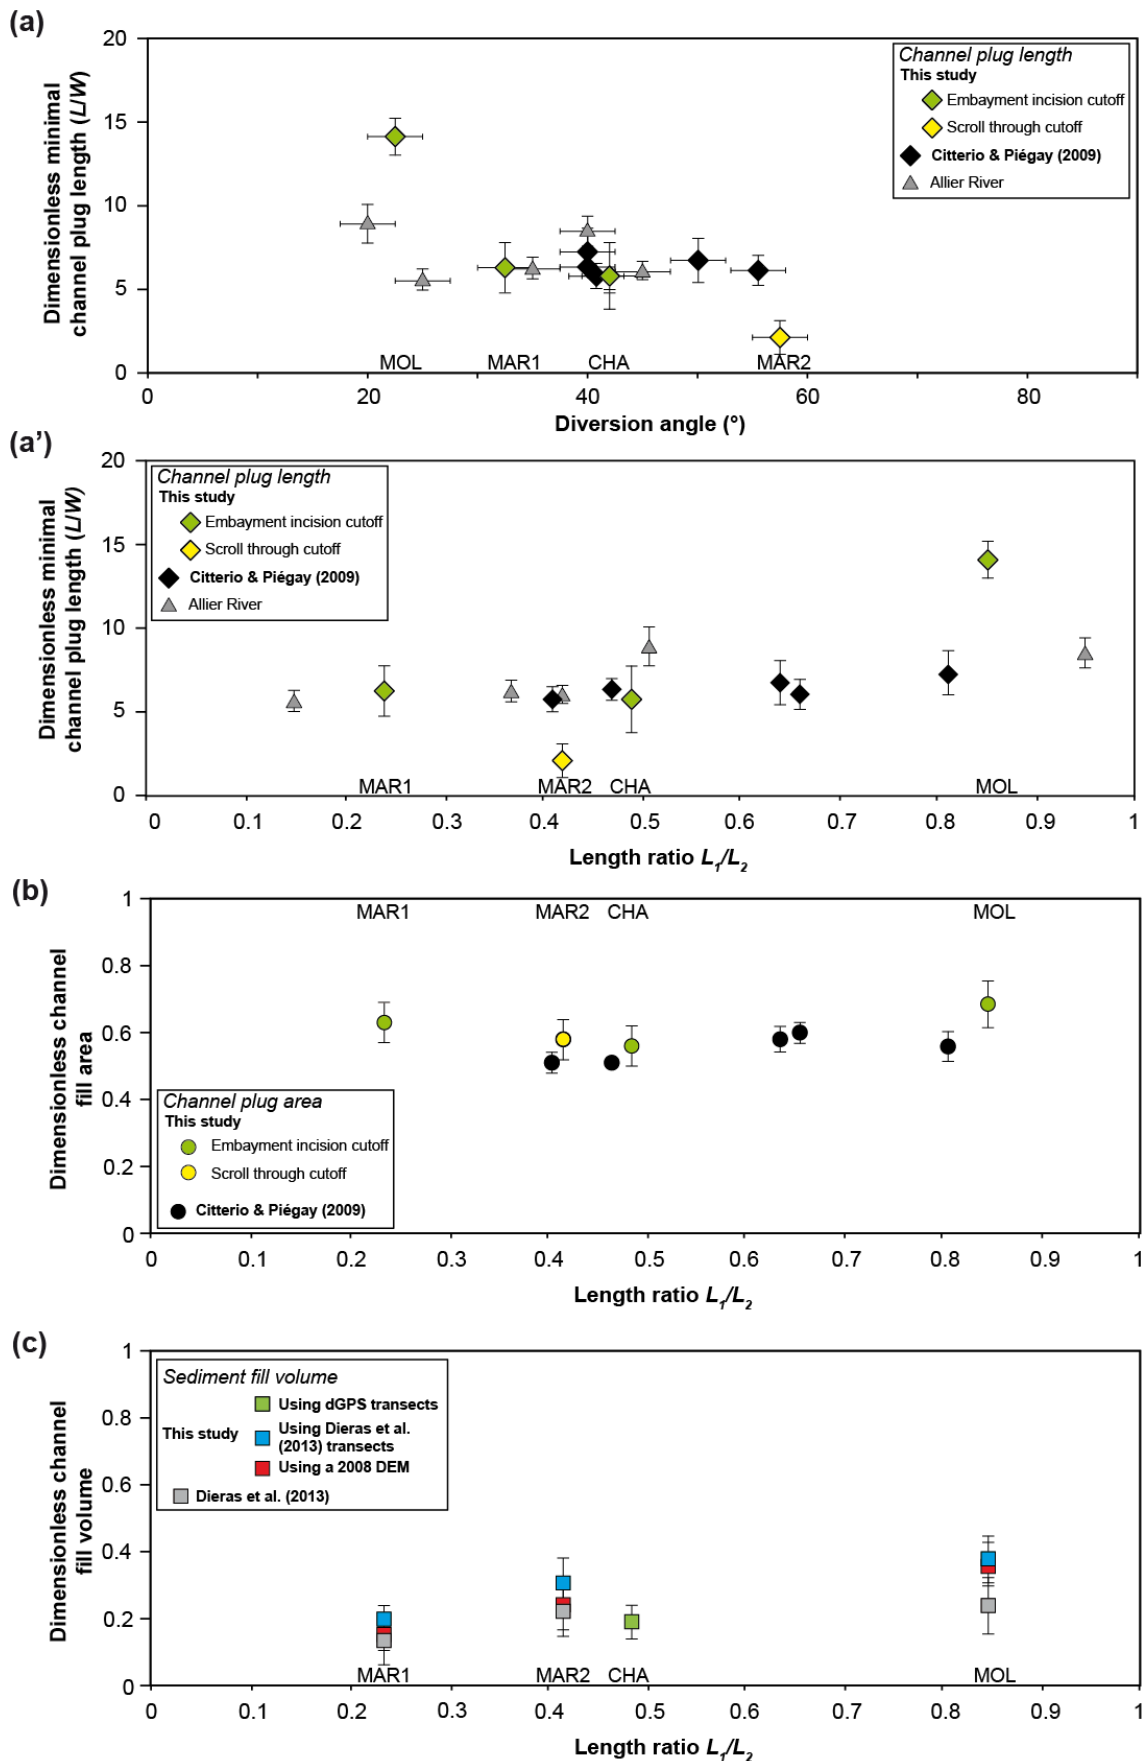 (a)
Dimensionless minimal
channel plug length (L/W)
20
15
10
5
0
Channel plug length
This study
Embayment incision cutoff
Scroll through cutoff
Citterio & Piégay (2009)
Allier River
MOL
MAR1
CHA
MAR2
0
20
40
60
80
Diversion angle (°)
(a')
Dimensionless minimal
channel plug length (L/W)
20
15
10
5
0
Channel plug length
This study
Embayment incision cutoff
Scroll through cutoff
Citterio & Piégay (2009)
Allier River
MAR1
MAR2
CHA
MOL
0
0.1
0.2
0.3
0.4
0.5
0.6
0.7
0.8
0.9
1
Length ratio L₁/L₂
(b)
Dimensionless channel
fill area
1
0.8
0.6
0.4
0.2
0
MAR1
MAR2
CHA
MOL
Channel plug area
This study
Embayment incision cutoff
Scroll through cutoff
Citterio & Piégay (2009)
0
0.1
0.2
0.3
0.4
0.5
0.6
0.7
0.8
0.9
1
Length ratio L₁/L₂
(c)
Dimensionless channel
fill volume
1
0.8
0.6
0.4
0.2
0
Sediment fill volume
Using dGPS transects
This study
Using Dieras et al.
(2013) transects
Using a 2008 DEM
Dieras et al. (2013)
MAR1
MAR2
CHA
MOL
0
0.1
0.2
0.3
0.4
0.5
0.6
0.7
0.8
0.9
1
Length ratio L₁/L₂